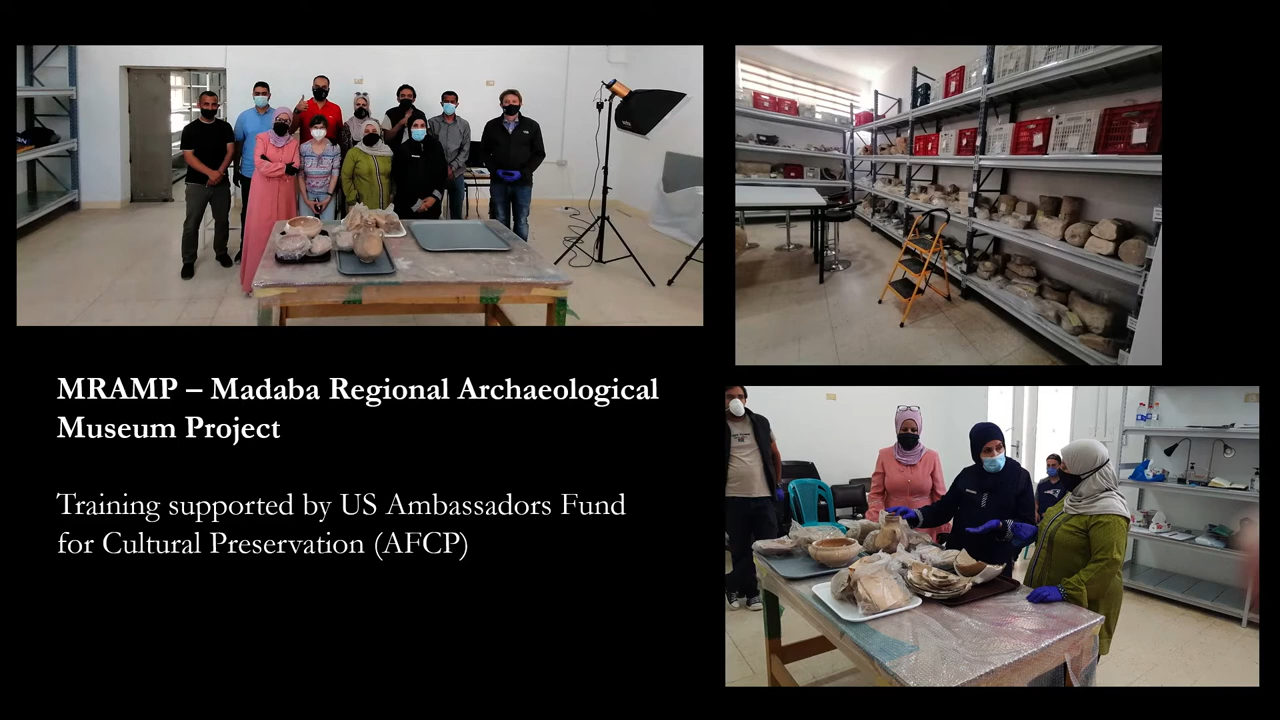 MRAMP – Madaba Regional Archaeological
Museum Project
Training supported by US Ambassadors Fund
for Cultural Preservation (AFCP)